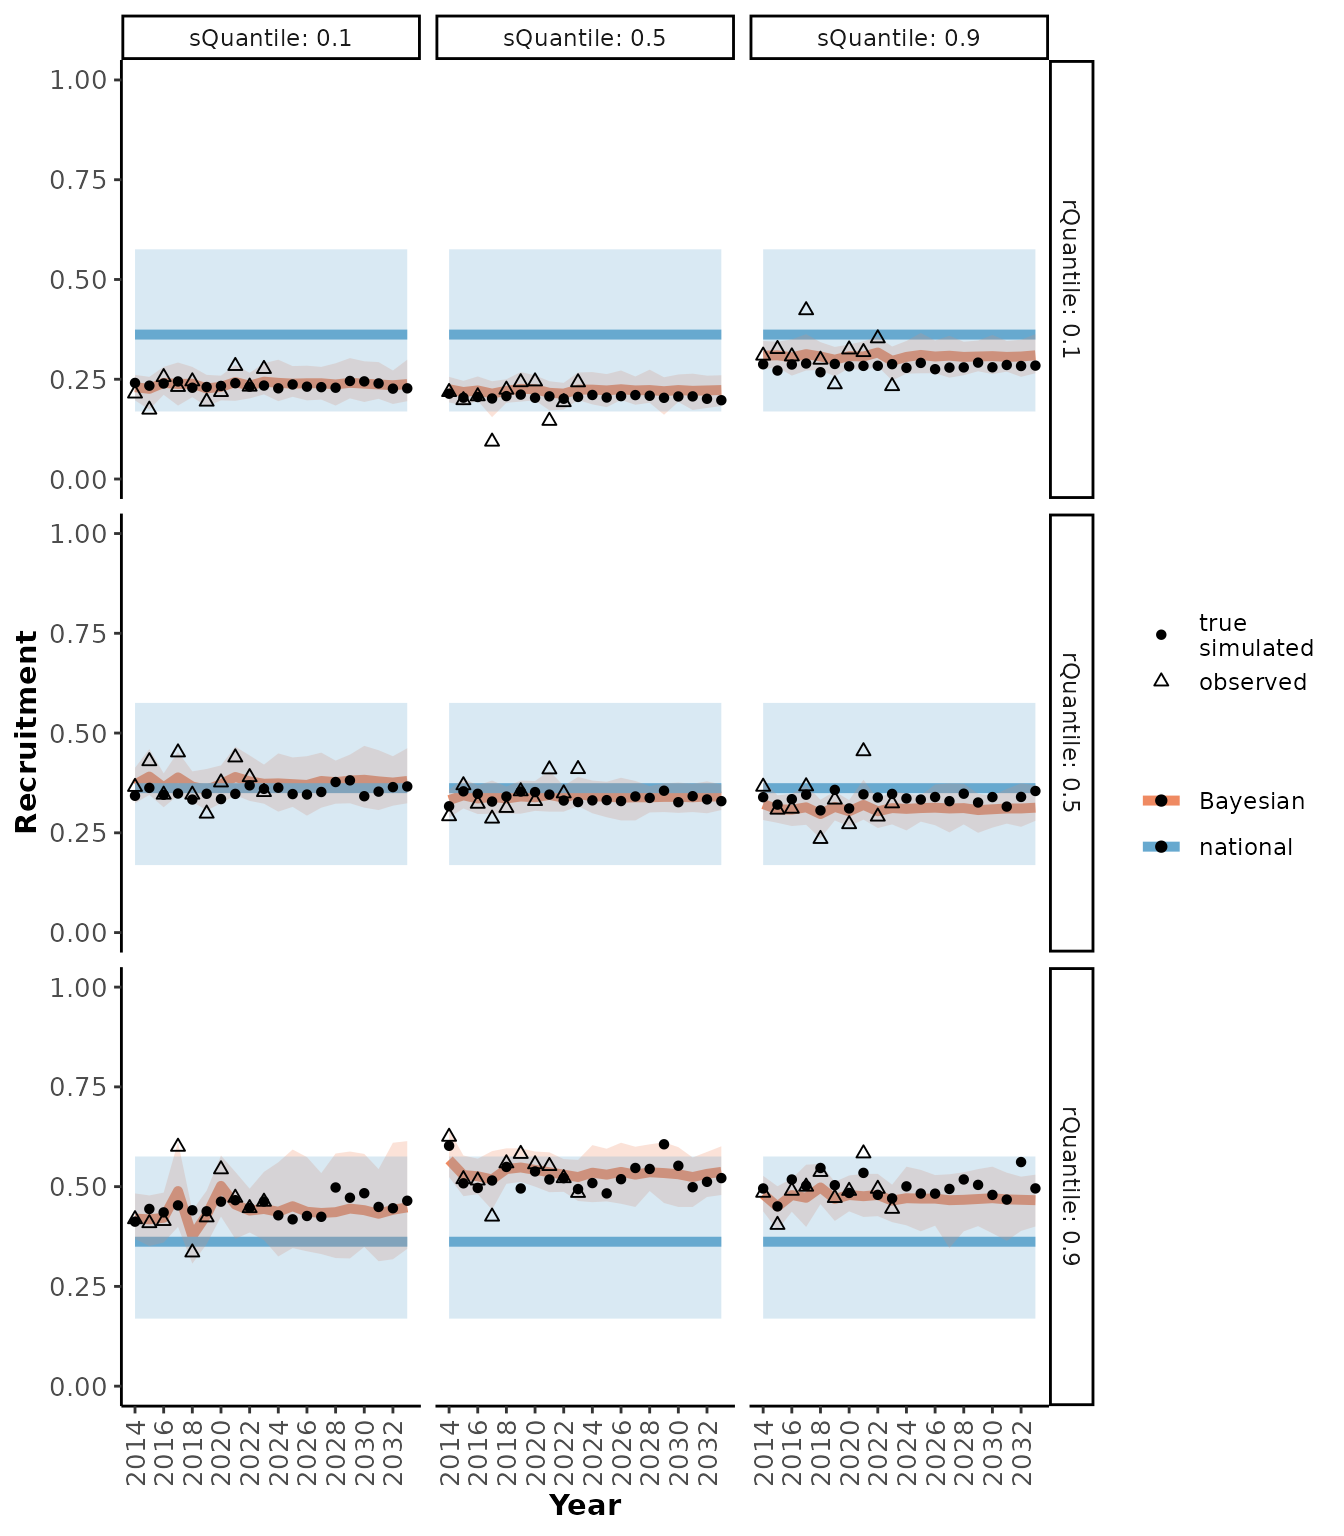 sQuantile: 0.1
sQuantile: 0.5
sQuantile: 0.9
1.00
0.75
0.50
0.25
0.00
rQuantile: 0.1
1.00
0.75
0.50
0.25
0.00
rQuantile: 0.5
1.00
0.75
0.50
0.25
0.00
rQuantile: 0.9
Recruitment
2014 2016 2018 2020 2022 2024 2026 2028 2030 2032
2014 2016 2018 2020 2022 2024 2026 2028 2030 2032
2014 2016 2018 2020 2022 2024 2026 2028 2030 2032
Year
true
simulated
observed
Bayesian
national